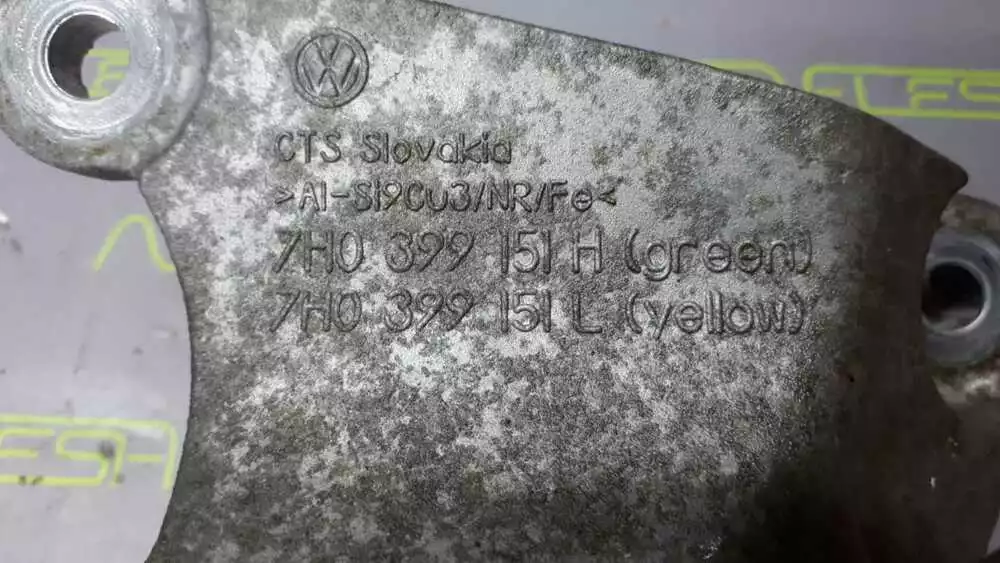 CTS Slovakia
>Al-Si9Cu3/NR/Fe<
7H0 399 151 H (green)
7H0 399 151 L (yellow)